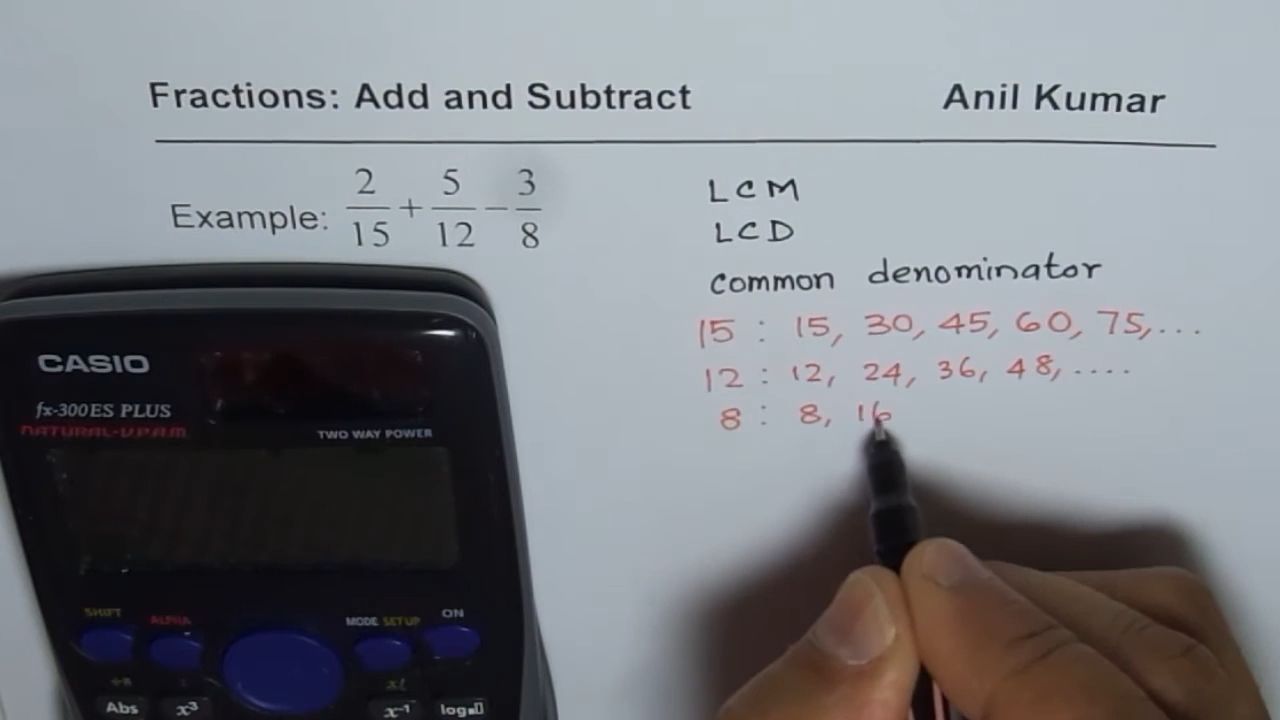 Fractions: Add and Subtract Anil Kumar
Example: 2/15 + 5/12 − 3/8
LCM
LCD
common denominator
15 : 15, 30, 45, 60, 75, ...
12 : 12, 24, 36, 48, ....
8 : 8, 16
CASIO
fx-300ES PLUS
NATURAL-V.P.A.M.
TWO WAY POWER
SHIFT ALPHA MODE SETUP ON
Abs x³ x⁻¹ log